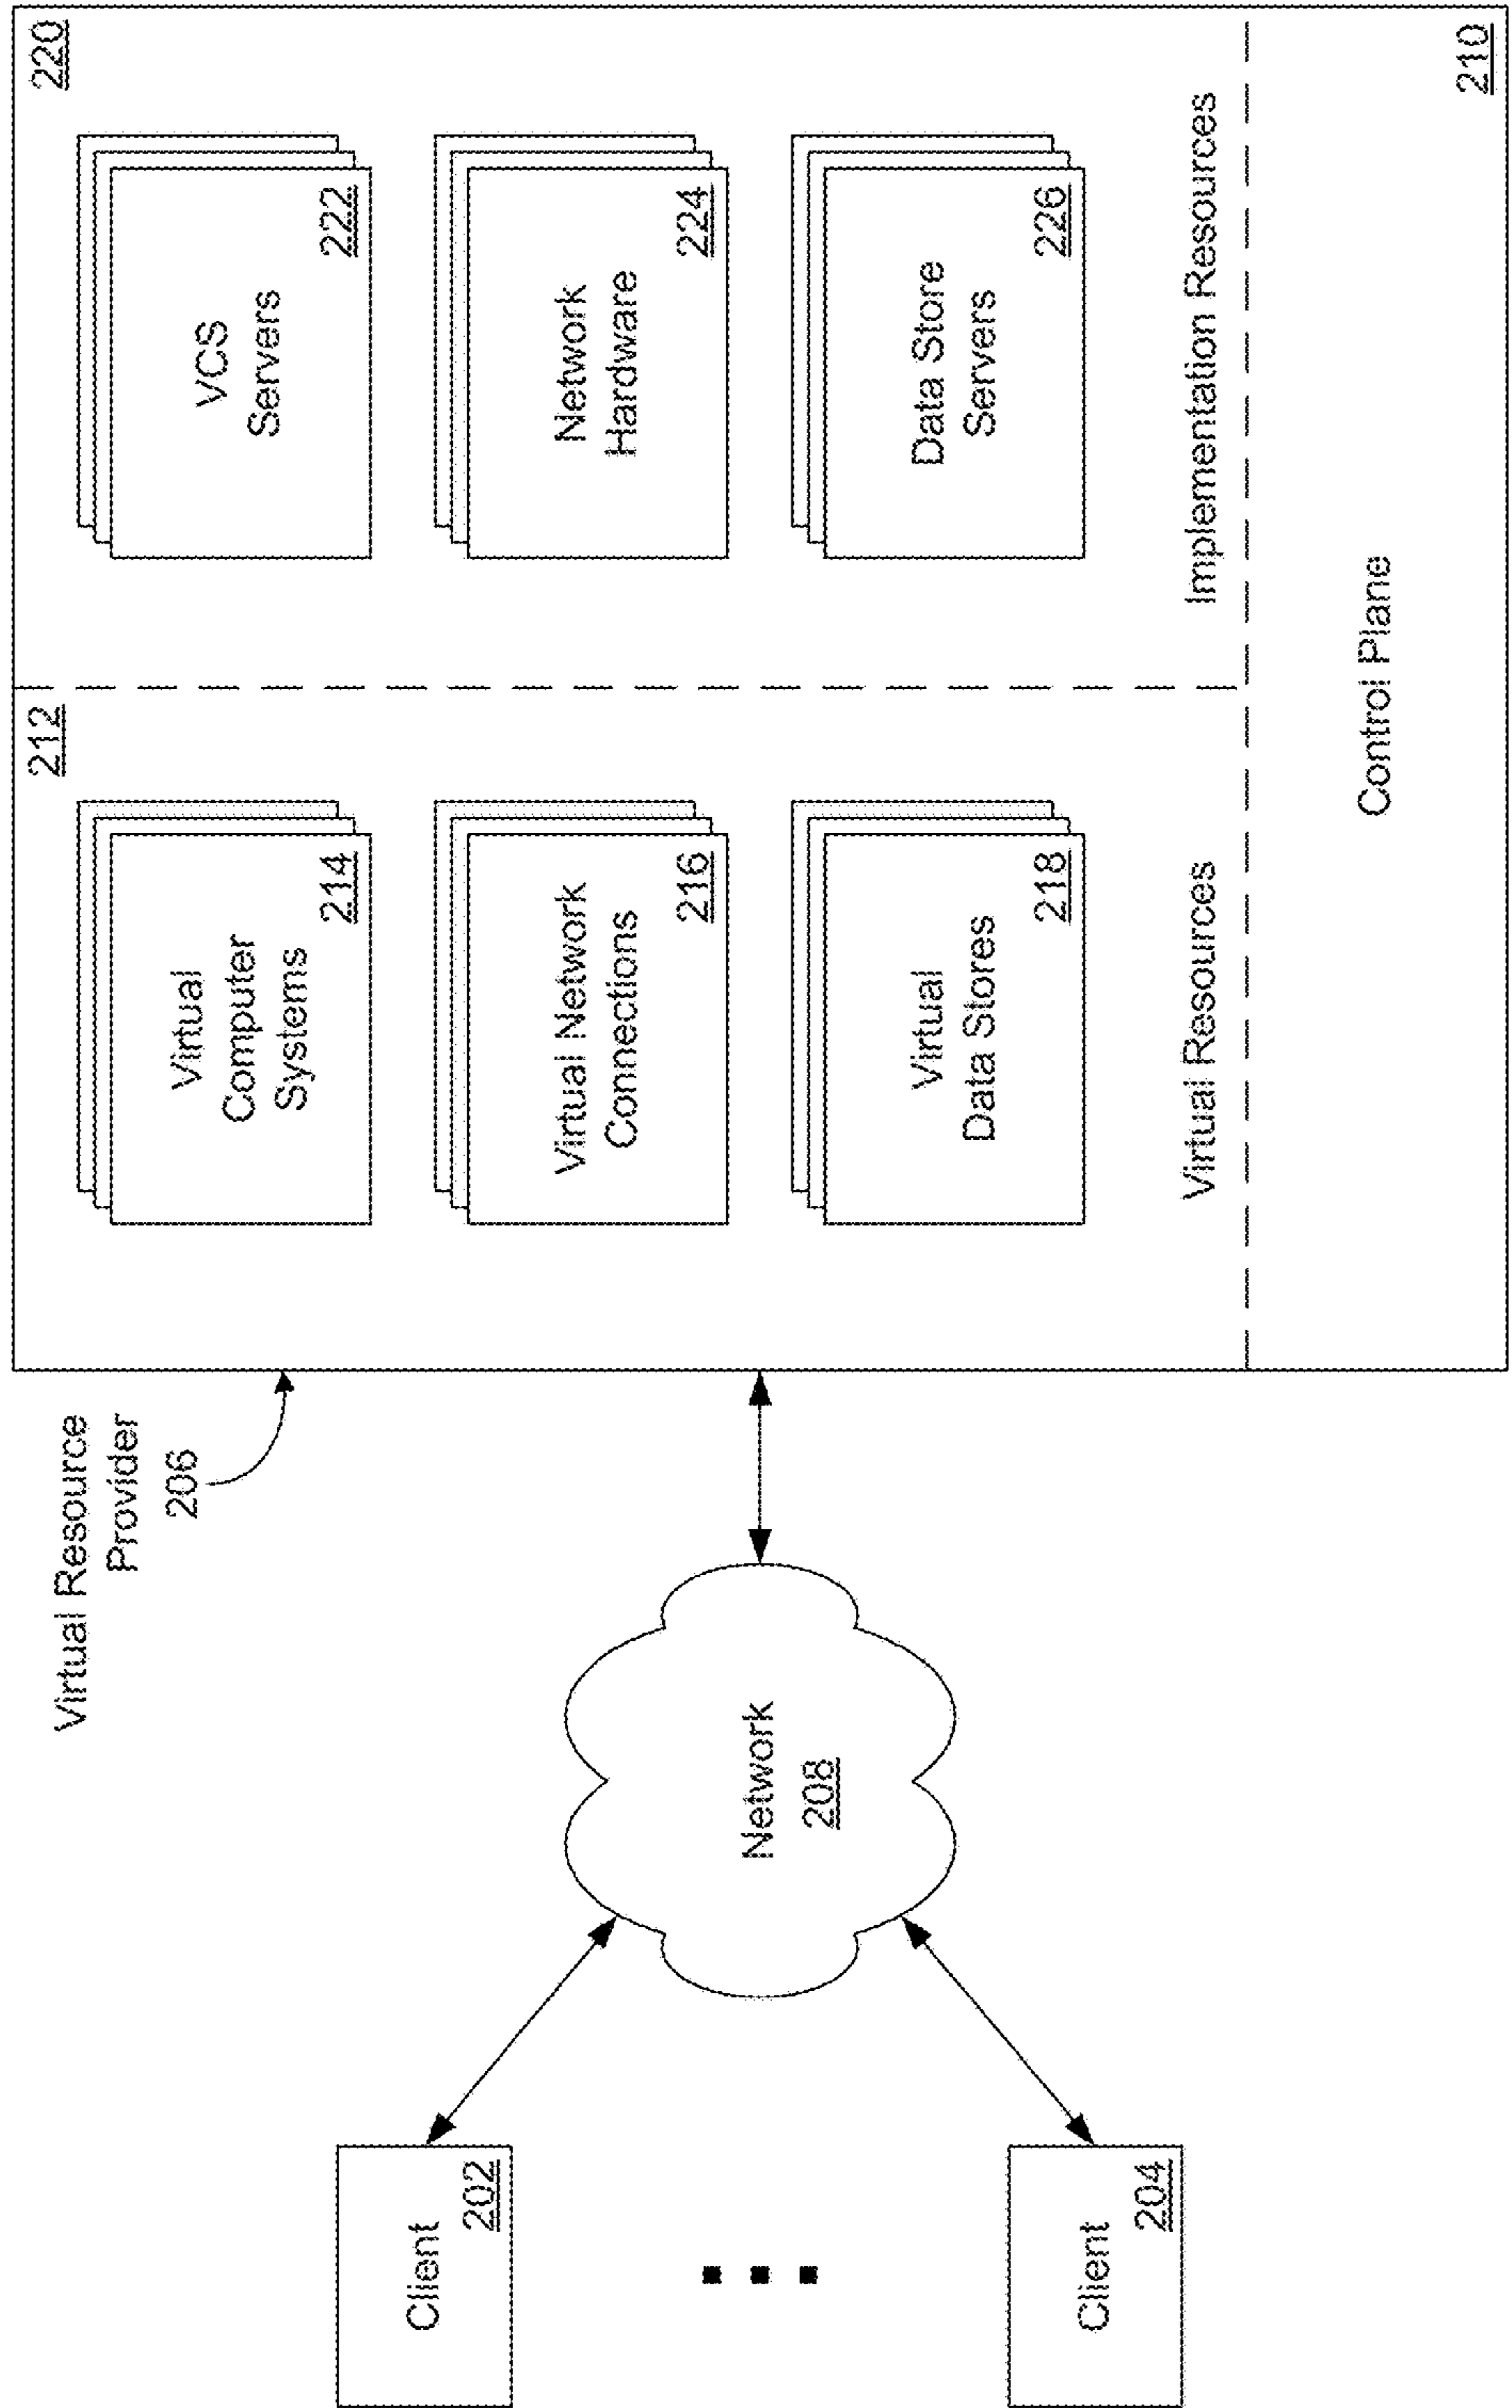 Virtual Resource
Provider
206
Client
202
Client
204
Network
208
212
Virtual
Computer
Systems
214
Virtual Network
Connections
216
Virtual
Data Stores
218
Virtual Resources
220
VCS
Servers
222
Network
Hardware
224
Data Store
Servers
226
Implementation Resources
Control Plane
210